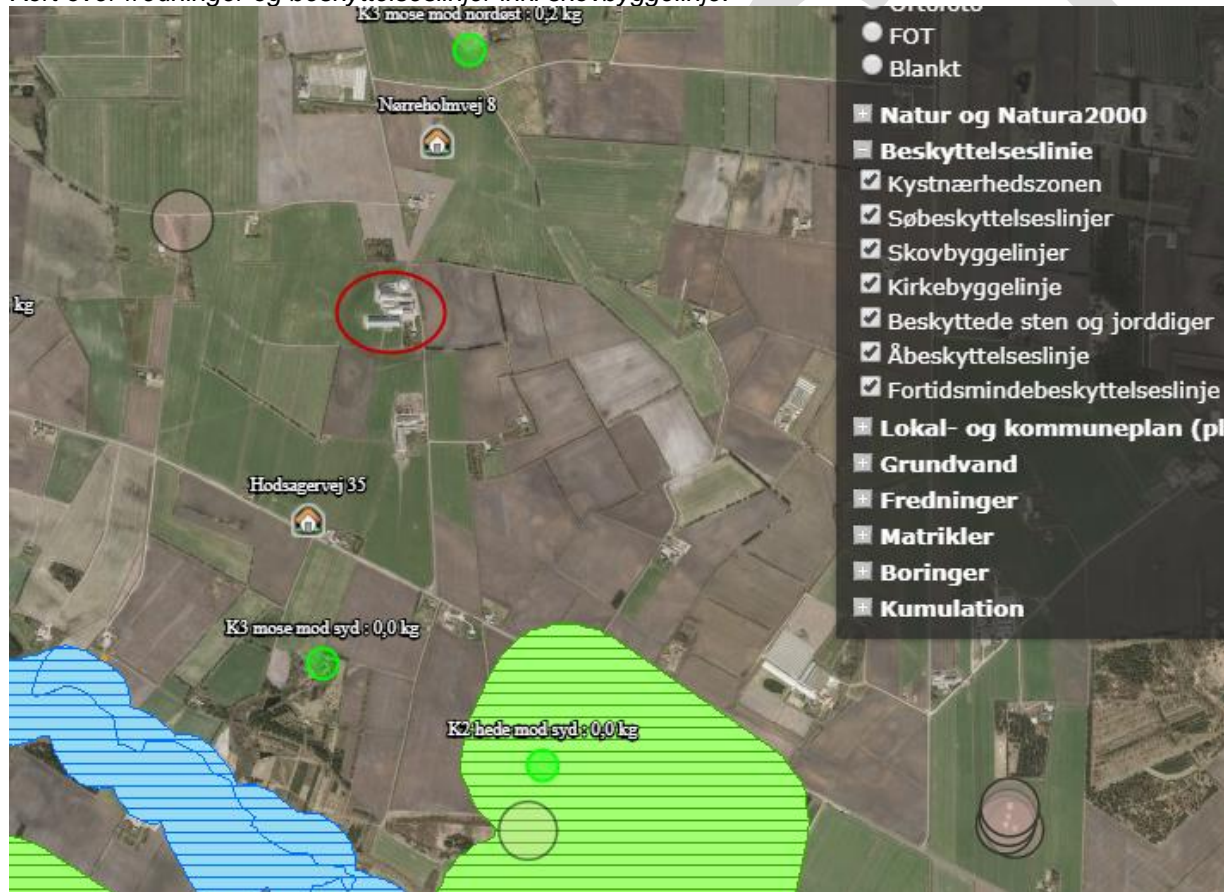 K3 mose mod nordøst : 0,2 kg
Nørreholmvej 8
kg
Hodsagervej 35
K3 mose mod syd : 0,0 kg
K2 hede mod syd : 0,0 kg
Ortofoto
FOT
Blankt
Natur og Natura2000
Beskyttelseslinie
Kystnærhedszonen
Søbeskyttelseslinjer
Skovbyggelinjer
Kirkebyggelinje
Beskyttede sten og jorddiger
Åbeskyttelseslinje
Fortidsmindebeskyttelseslinje
Lokal- og kommuneplan (pl
Grundvand
Fredninger
Matrikler
Boringer
Kumulation